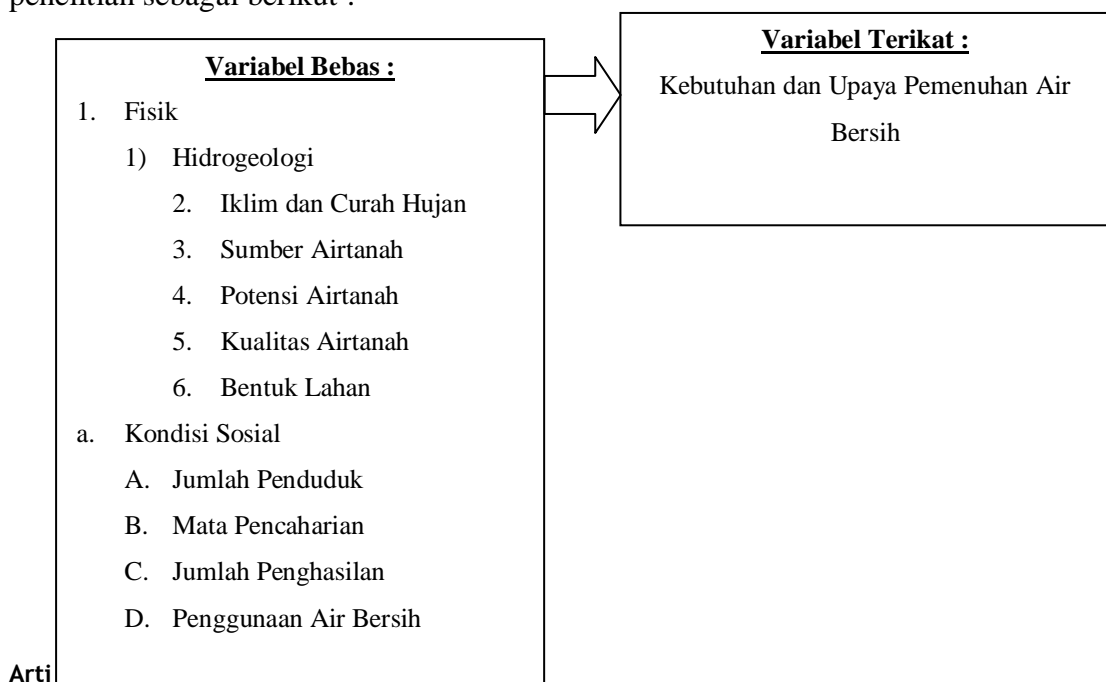 penelitian sebagai berikut :
Variabel Bebas :
1. Fisik
1) Hidrogeologi
2. Iklim dan Curah Hujan
3. Sumber Airtanah
4. Potensi Airtanah
5. Kualitas Airtanah
6. Bentuk Lahan
a. Kondisi Sosial
A. Jumlah Penduduk
B. Mata Pencaharian
C. Jumlah Penghasilan
D. Penggunaan Air Bersih
Variabel Terikat :
Kebutuhan dan Upaya Pemenuhan Air
Bersih
Arti